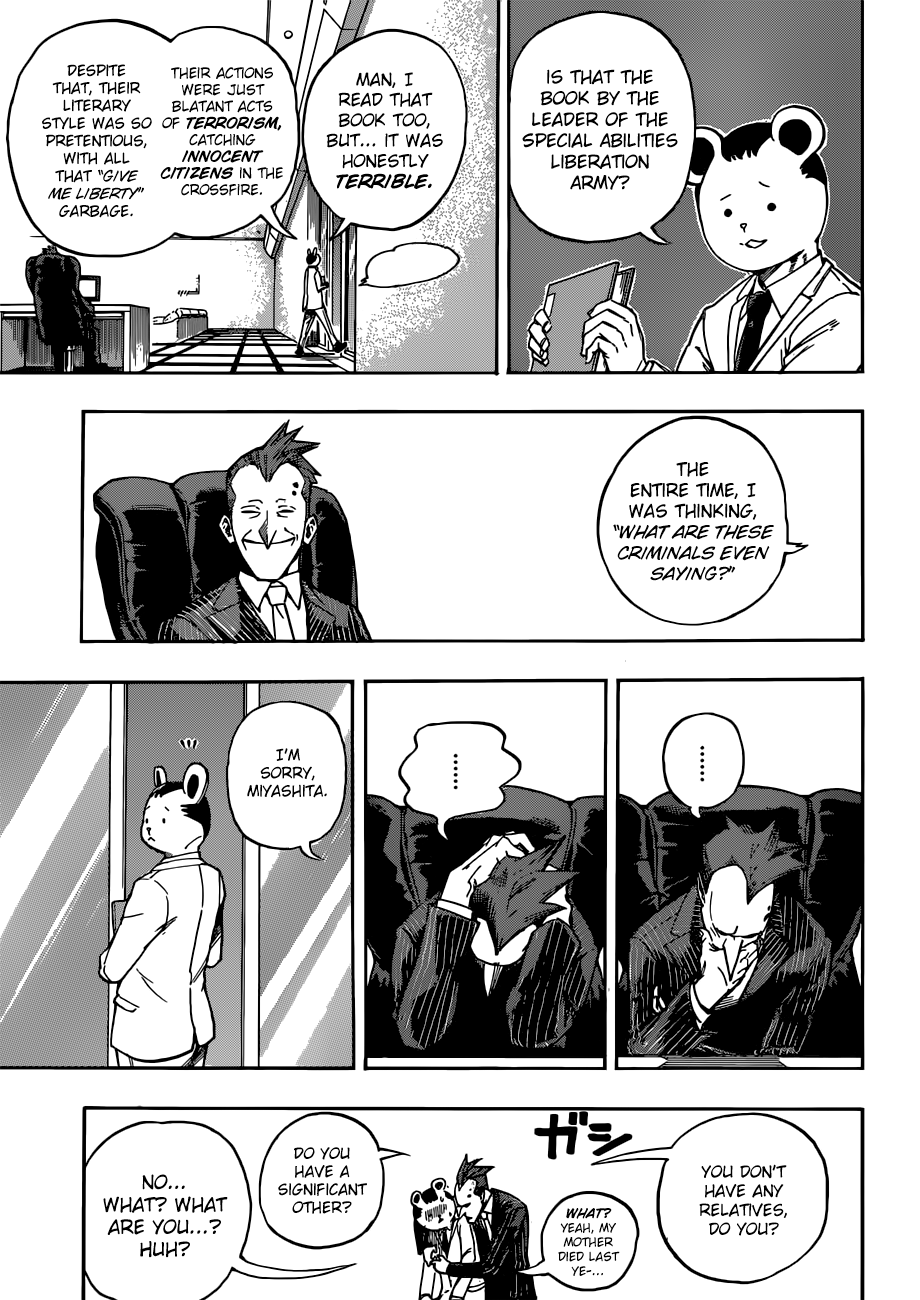 IS THAT THE
BOOK BY THE
LEADER OF THE
SPECIAL ABILITIES
LIBERATION
ARMY?
MAN, I
READ THAT
BOOK TOO,
BUT... IT WAS
HONESTLY
TERRIBLE.
THEIR ACTIONS
WERE JUST
BLATANT ACTS
OF TERRORISM,
CATCHING
INNOCENT
CITIZENS IN THE
CROSSFIRE.
DESPITE
THAT, THEIR
LITERARY
STYLE WAS SO
PRETENTIOUS,
WITH ALL
THAT "GIVE
ME LIBERTY"
GARBAGE.
THE
ENTIRE TIME, I
WAS THINKING,
"WHAT ARE THESE
CRIMINALS EVEN
SAYING?"
......
......
I'M
SORRY,
MIYASHITA.
YOU DON'T
HAVE ANY
RELATIVES,
DO YOU?
ガシ
WHAT?
YEAH, MY
MOTHER
DIED LAST
YE-...
DO YOU
HAVE A
SIGNIFICANT
OTHER?
NO...
WHAT? WHAT
ARE YOU...?
HUH?